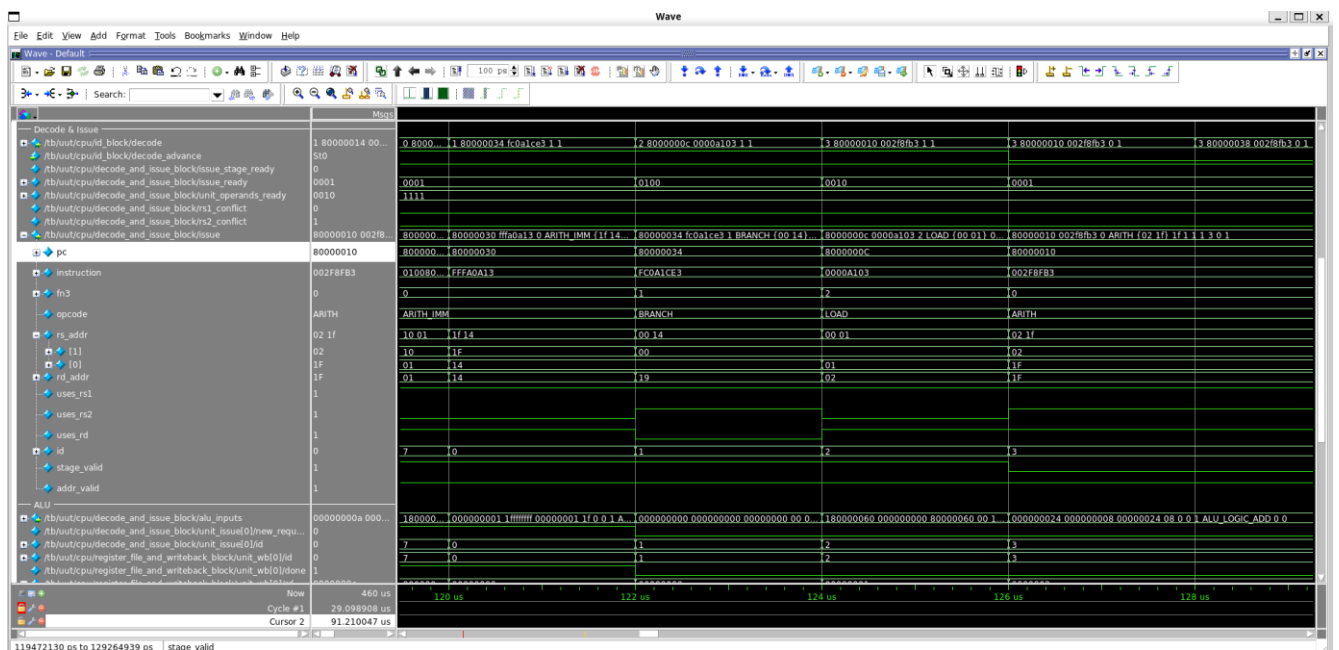 Wave
File Edit View Add Format Tools Bookmarks Window Help
Wave - Default
100 ps
Search:
Msgs
Decode & Issue
/tb/uut/cpu/id_block/decode 1 80000014 00... 0 8000... 1 80000034 fc0a1ce3 1 1 2 8000000c 0000a103 1 1 3 80000010 002f8fb3 1 1 3 80000010 002f8fb3 0 1 3 80000038 002f8fb3 0 1
/tb/uut/cpu/id_block/decode_advance St0
/tb/uut/cpu/decode_and_issue_block/issue_stage_ready 0
/tb/uut/cpu/decode_and_issue_block/issue_ready 0001 0001 0100 0010 0001
/tb/uut/cpu/decode_and_issue_block/unit_operands_ready 0010 1111
/tb/uut/cpu/decode_and_issue_block/rs1_conflict 0
/tb/uut/cpu/decode_and_issue_block/rs2_conflict 1
/tb/uut/cpu/decode_and_issue_block/issue 80000010 002f8... 800000... 80000030 fffa0a13 0 ARITH_IMM {1f 14... 80000034 fc0a1ce3 1 BRANCH {00 14}... 8000000c 0000a103 2 LOAD {00 01} 0... 80000010 002f8fb3 0 ARITH {02 1f} 1f 1 1 1 3 0 1
pc 80000010 800000... 80000030 80000034 8000000C 80000010
instruction 002F8FB3 010080... FFFA0A13 FC0A1CE3 0000A103 002F8FB3
fn3 0 0 1 2 0
opcode ARITH ARITH_IMM BRANCH LOAD ARITH
rs_addr 02 1f 10 01 1f 14 00 14 00 01 02 1f
[1] 02 10 1F 00 02
[0] 1F 01 14 01 1F
rd_addr 1F 01 14 19 02 1F
uses_rs1 1
uses_rs2 1
uses_rd 1
id 0 7 0 1 2 3
stage_valid 1
addr_valid 1
ALU
/tb/uut/cpu/decode_and_issue_block/alu_inputs 00000000a 000... 180000... 000000001 1ffffffff 00000001 1f 0 0 1 A... 000000000 000000000 00000000 00 0... 180000060 000000000 80000060 00 1... 000000024 000000008 00000024 08 0 0 1 ALU_LOGIC_ADD 0 0
/tb/uut/cpu/decode_and_issue_block/unit_issue[0]/new_requ... 0
/tb/uut/cpu/decode_and_issue_block/unit_issue[0]/id 0 7 0 1 2 3
/tb/uut/cpu/register_file_and_writeback_block/unit_wb[0]/id 0 7 0 1 2 3
/tb/uut/cpu/register_file_and_writeback_block/unit_wb[0]/done 1
Now 460 us 120 us 122 us 124 us 126 us 128 us
Cycle #1 29.098908 us
Cursor 2 91.210047 us
119472130 ps to 129264939 ps stage_valid